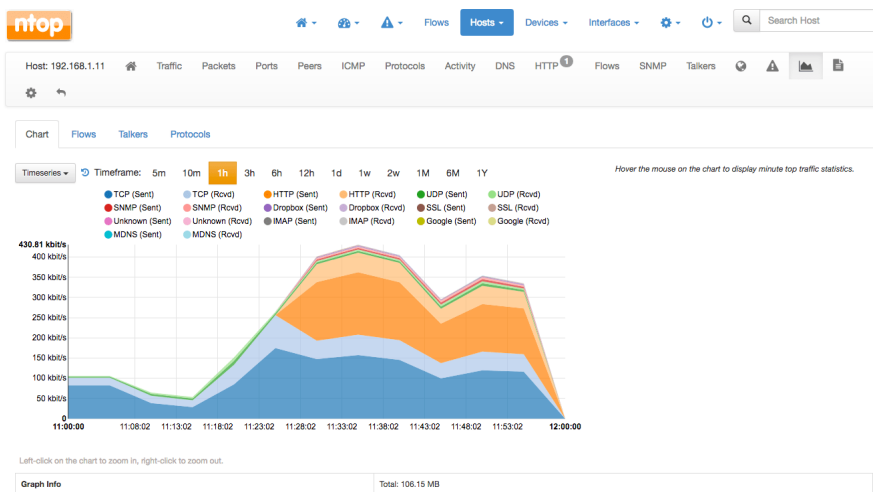 ntop
Flows Hosts Devices Interfaces Search Host
Host: 192.168.1.11 Traffic Packets Ports Peers ICMP Protocols Activity DNS HTTP 1 Flows SNMP Talkers
Chart Flows Talkers Protocols
Timeseries Timeframe: 5m 10m 1h 3h 6h 12h 1d 1w 2w 1M 6M 1Y Hover the mouse on the chart to display minute top traffic statistics.
TCP (Sent) TCP (Rcvd) HTTP (Sent) HTTP (Rcvd) UDP (Sent) UDP (Rcvd)
SNMP (Sent) SNMP (Rcvd) Dropbox (Sent) Dropbox (Rcvd) SSL (Sent) SSL (Rcvd)
Unknown (Sent) Unknown (Rcvd) IMAP (Sent) IMAP (Rcvd) Google (Sent) Google (Rcvd)
MDNS (Sent) MDNS (Rcvd)
430.81 kbit/s
400 kbit/s
350 kbit/s
300 kbit/s
250 kbit/s
200 kbit/s
150 kbit/s
100 kbit/s
50 kbit/s
0
11:00:00 11:08:02 11:13:02 11:18:02 11:23:02 11:28:02 11:33:02 11:38:02 11:43:02 11:48:02 11:53:02 12:00:00
Left-click on the chart to zoom in, right-click to zoom out.
Graph Info Total: 106.15 MB